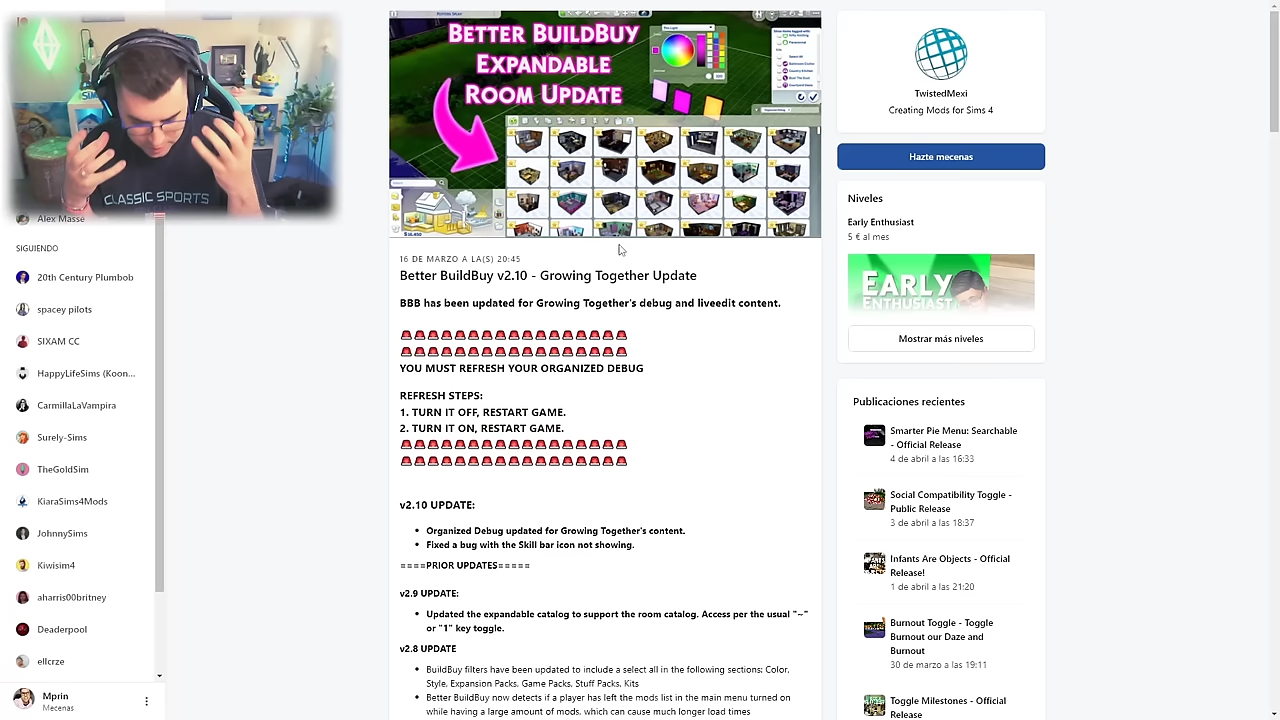 BETTER BUILDBUY
EXPANDABLE
ROOM UPDATE
CLASSIC SPORTS
Alex Masse
SIGUIENDO
20th Century Plumbob
spacey pilots
SIXAM CC
HappyLifeSims (Koon...
CarmillaLaVampira
Surely-Sims
TheGoldSim
KiaraSims4Mods
JohnnySims
Kiwisim4
aharris00britney
Deaderpool
ellcrze
Mprin
Mecenas
16 DE MARZO A LA(S) 20:45
Better BuildBuy v2.10 - Growing Together Update
BBB has been updated for Growing Together's debug and liveedit content.
🚨🚨🚨🚨🚨🚨🚨🚨🚨🚨🚨🚨🚨🚨🚨🚨🚨
🚨🚨🚨🚨🚨🚨🚨🚨🚨🚨🚨🚨🚨🚨🚨🚨🚨
YOU MUST REFRESH YOUR ORGANIZED DEBUG
REFRESH STEPS:
1. TURN IT OFF, RESTART GAME.
2. TURN IT ON, RESTART GAME.
🚨🚨🚨🚨🚨🚨🚨🚨🚨🚨🚨🚨🚨🚨🚨🚨🚨
🚨🚨🚨🚨🚨🚨🚨🚨🚨🚨🚨🚨🚨🚨🚨🚨🚨
v2.10 UPDATE:
• Organized Debug updated for Growing Together's content.
• Fixed a bug with the Skill bar icon not showing.
====PRIOR UPDATES=====
v2.9 UPDATE:
• Updated the expandable catalog to support the room catalog. Access per the usual "~"
or "1" key toggle.
v2.8 UPDATE
• BuildBuy filters have been updated to include a select all in the following sections: Color,
Style, Expansion Packs, Game Packs, Stuff Packs, Kits
• Better BuildBuy now detects if a player has left the mods list in the main menu turned on
while having a large amount of mods, which can cause much longer load times
TwistedMexi
Creating Mods for Sims 4
Hazte mecenas
Niveles
Early Enthusiast
5 € al mes
EARLY
ENTHUSIAST
Mostrar más niveles
Publicaciones recientes
Smarter Pie Menu: Searchable
- Official Release
4 de abril a las 16:33
Social Compatibility Toggle -
Public Release
3 de abril a las 18:37
Infants Are Objects - Official
Release!
1 de abril a las 21:20
Burnout Toggle - Toggle
Burnout our Daze and
Burnout
30 de marzo a las 19:11
Toggle Milestones - Official
Release